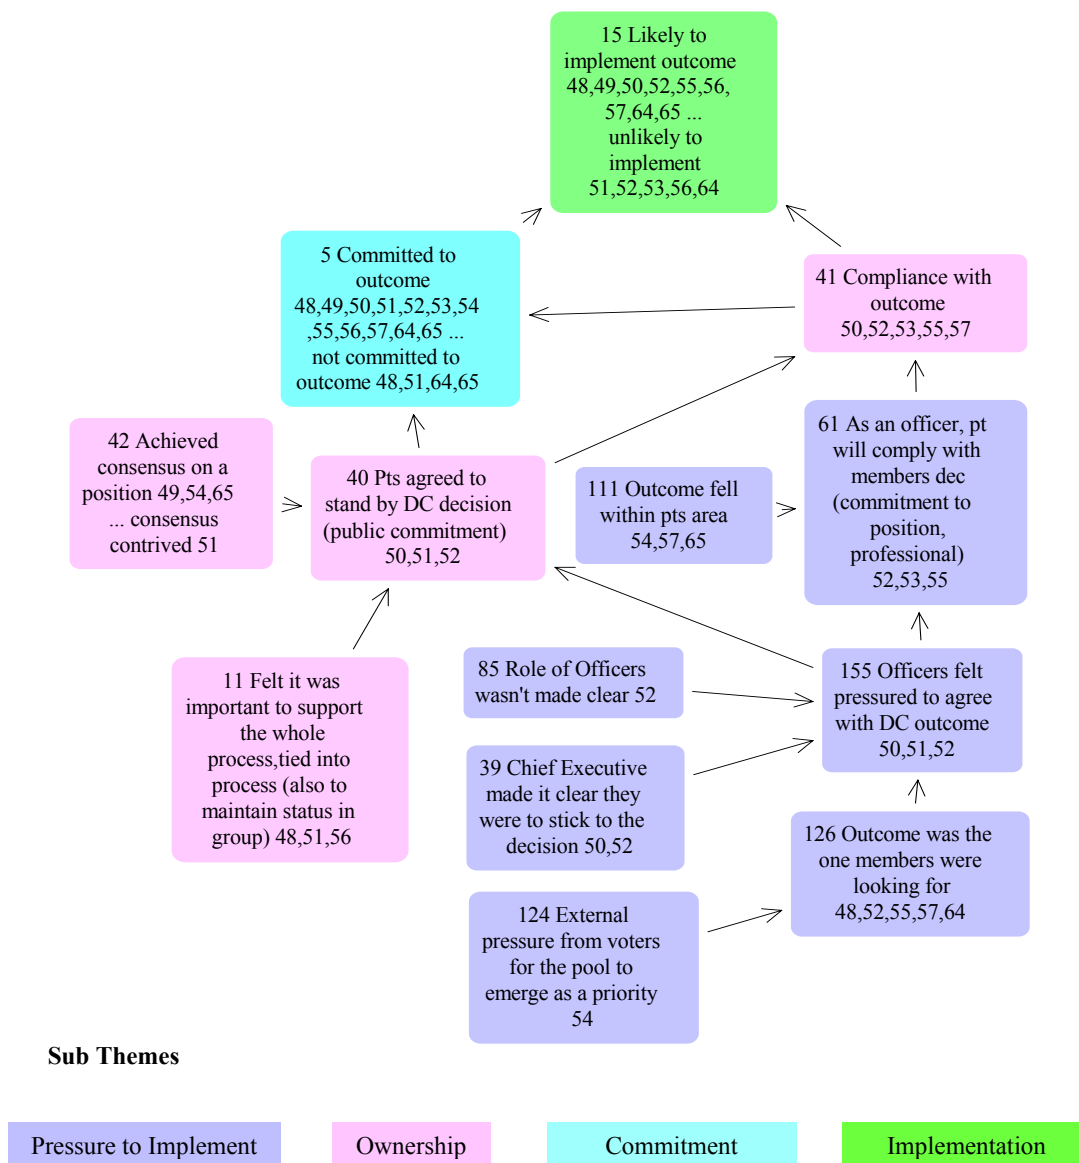 15 Likely to
implement outcome
48,49,50,52,55,56,
57,64,65 ...
unlikely to
implement
51,52,53,56,64
5 Committed to
outcome
48,49,50,51,52,53,54
,55,56,57,64,65 ...
not committed to
outcome 48,51,64,65
41 Compliance with
outcome
50,52,53,55,57
42 Achieved
consensus on a
position 49,54,65
... consensus
contrived 51
40 Pts agreed to
stand by DC decision
(public commitment)
50,51,52
111 Outcome fell
within pts area
54,57,65
61 As an officer, pt
will comply with
members dec
(commitment to
position,
professional)
52,53,55
11 Felt it was
important to support
the whole
process,tied into
process (also to
maintain status in
group) 48,51,56
85 Role of Officers
wasn't made clear 52
155 Officers felt
pressured to agree
with DC outcome
50,51,52
39 Chief Executive
made it clear they
were to stick to the
decision 50,52
126 Outcome was the
one members were
looking for
48,52,55,57,64
124 External
pressure from voters
for the pool to
emerge as a priority
54
Sub Themes
Pressure to Implement
Ownership
Commitment
Implementation